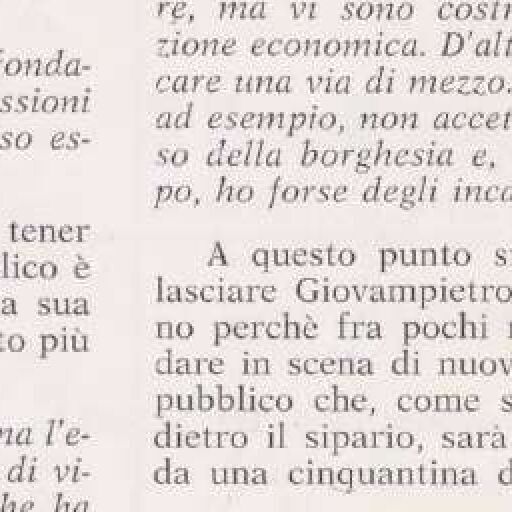 fonda-
ssioni
so es-
tener
lico è
a sua
to più
na l'e-
di vi-
he ha
re, ma vi sono costr
zione economica. D'alt
care una via di mezzo.
ad esempio, non accet
so della borghesia e,
po, ho forse degli inca
A questo punto s
lasciare Giovampietro
no perchè fra pochi
dare in scena di nuov
pubblico che, come s
dietro il sipario, sarà
da una cinquantina d